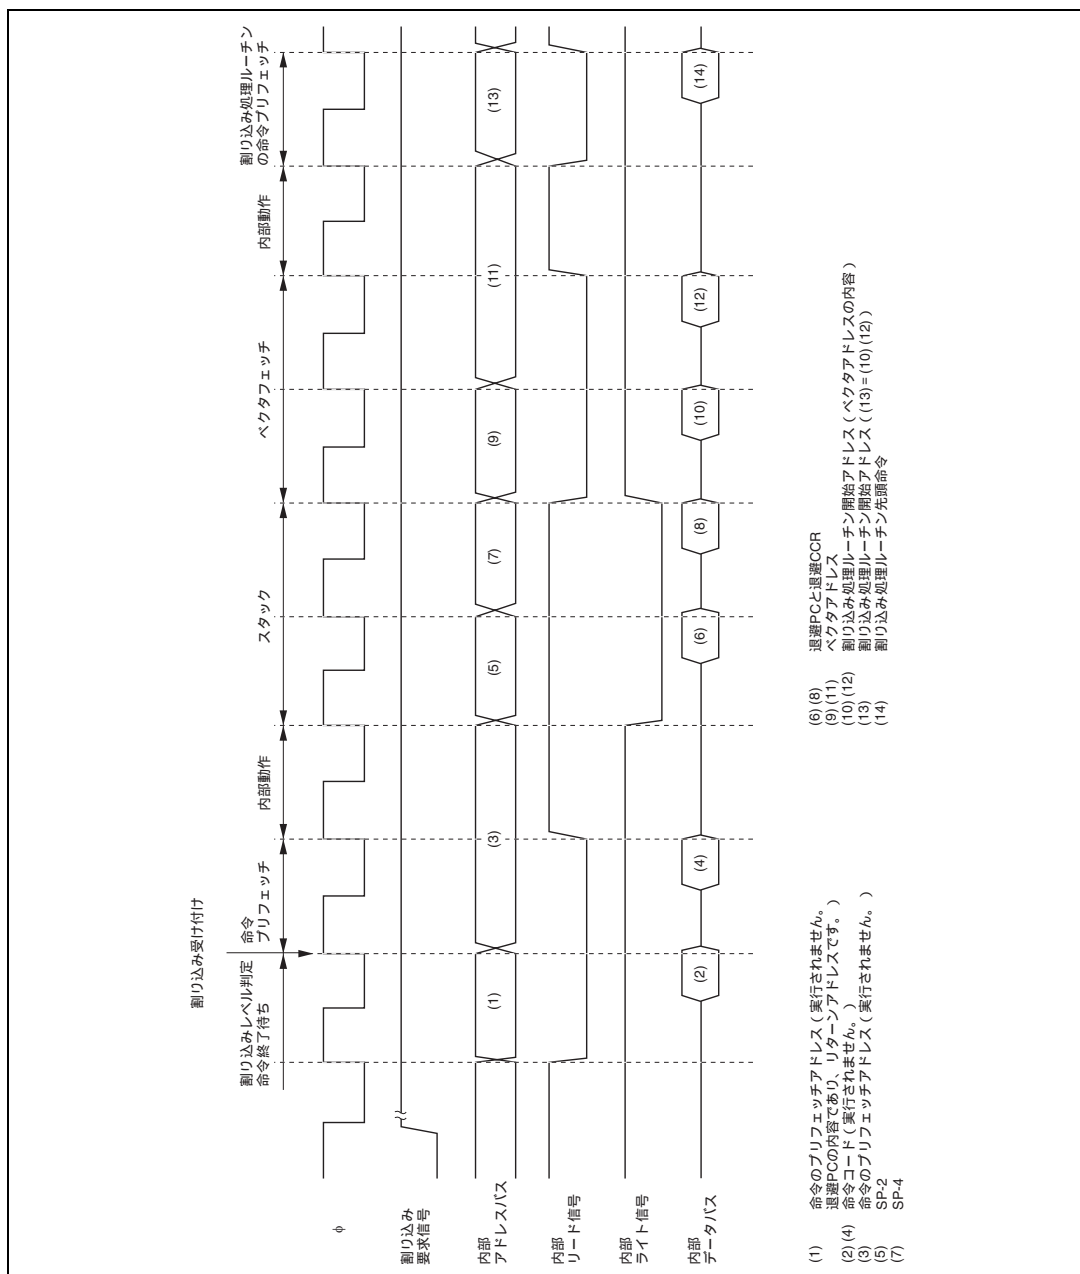 割り込み受け付け
割り込みレベル判定
命令終了待ち
命令
プリフェッチ
内部動作
スタック
ベクタフェッチ
内部動作
割り込み処理ルーチン
の命令プリフェッチ
φ
割り込み
要求信号
内部
アドレスバス
(1)
(3)
(5)
(7)
(9)
(11)
(13)
内部
リード信号
内部
ライト信号
内部
データバス
(2)
(4)
(6)
(8)
(10)
(12)
(14)
(1) 命令のプリフェッチアドレス（実行されません。
退避PCの内容であり、リターンアドレスです。）
(2) (4) 命令コード（実行されません。）
(3) 命令のプリフェッチアドレス（実行されません。）
(5) SP-2
(7) SP-4
(6) (8) 退避PCと退避CCR
(9) (11) ベクタアドレス
(10) (12) 割り込み処理ルーチン開始アドレス（ベクタアドレスの内容）
(13) 割り込み処理ルーチン開始アドレス（(13) = (10) (12)）
(14) 割り込み処理ルーチン先頭命令